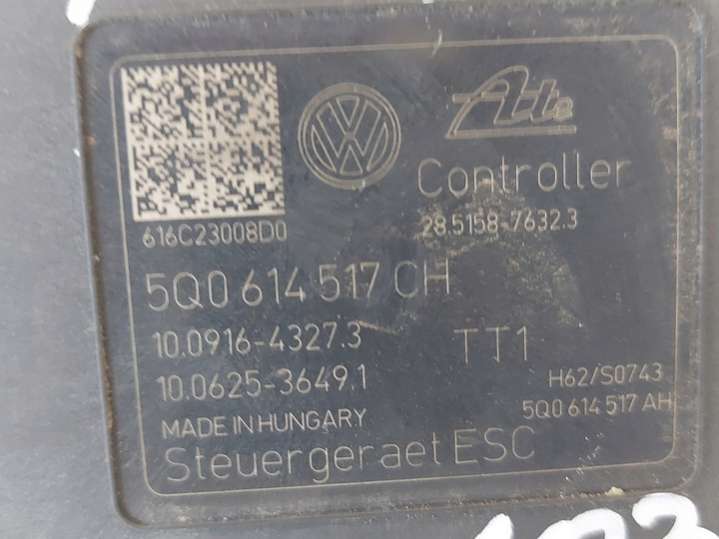 Ate
Controller
616C23008D0
28.5158-7632.3
5Q0 614 517 CH
10.0916-4327.3
TT1
10.0625-3649.1
H62/S0743
MADE IN HUNGARY
5Q0 614 517 AH
Steuergeraet ESC